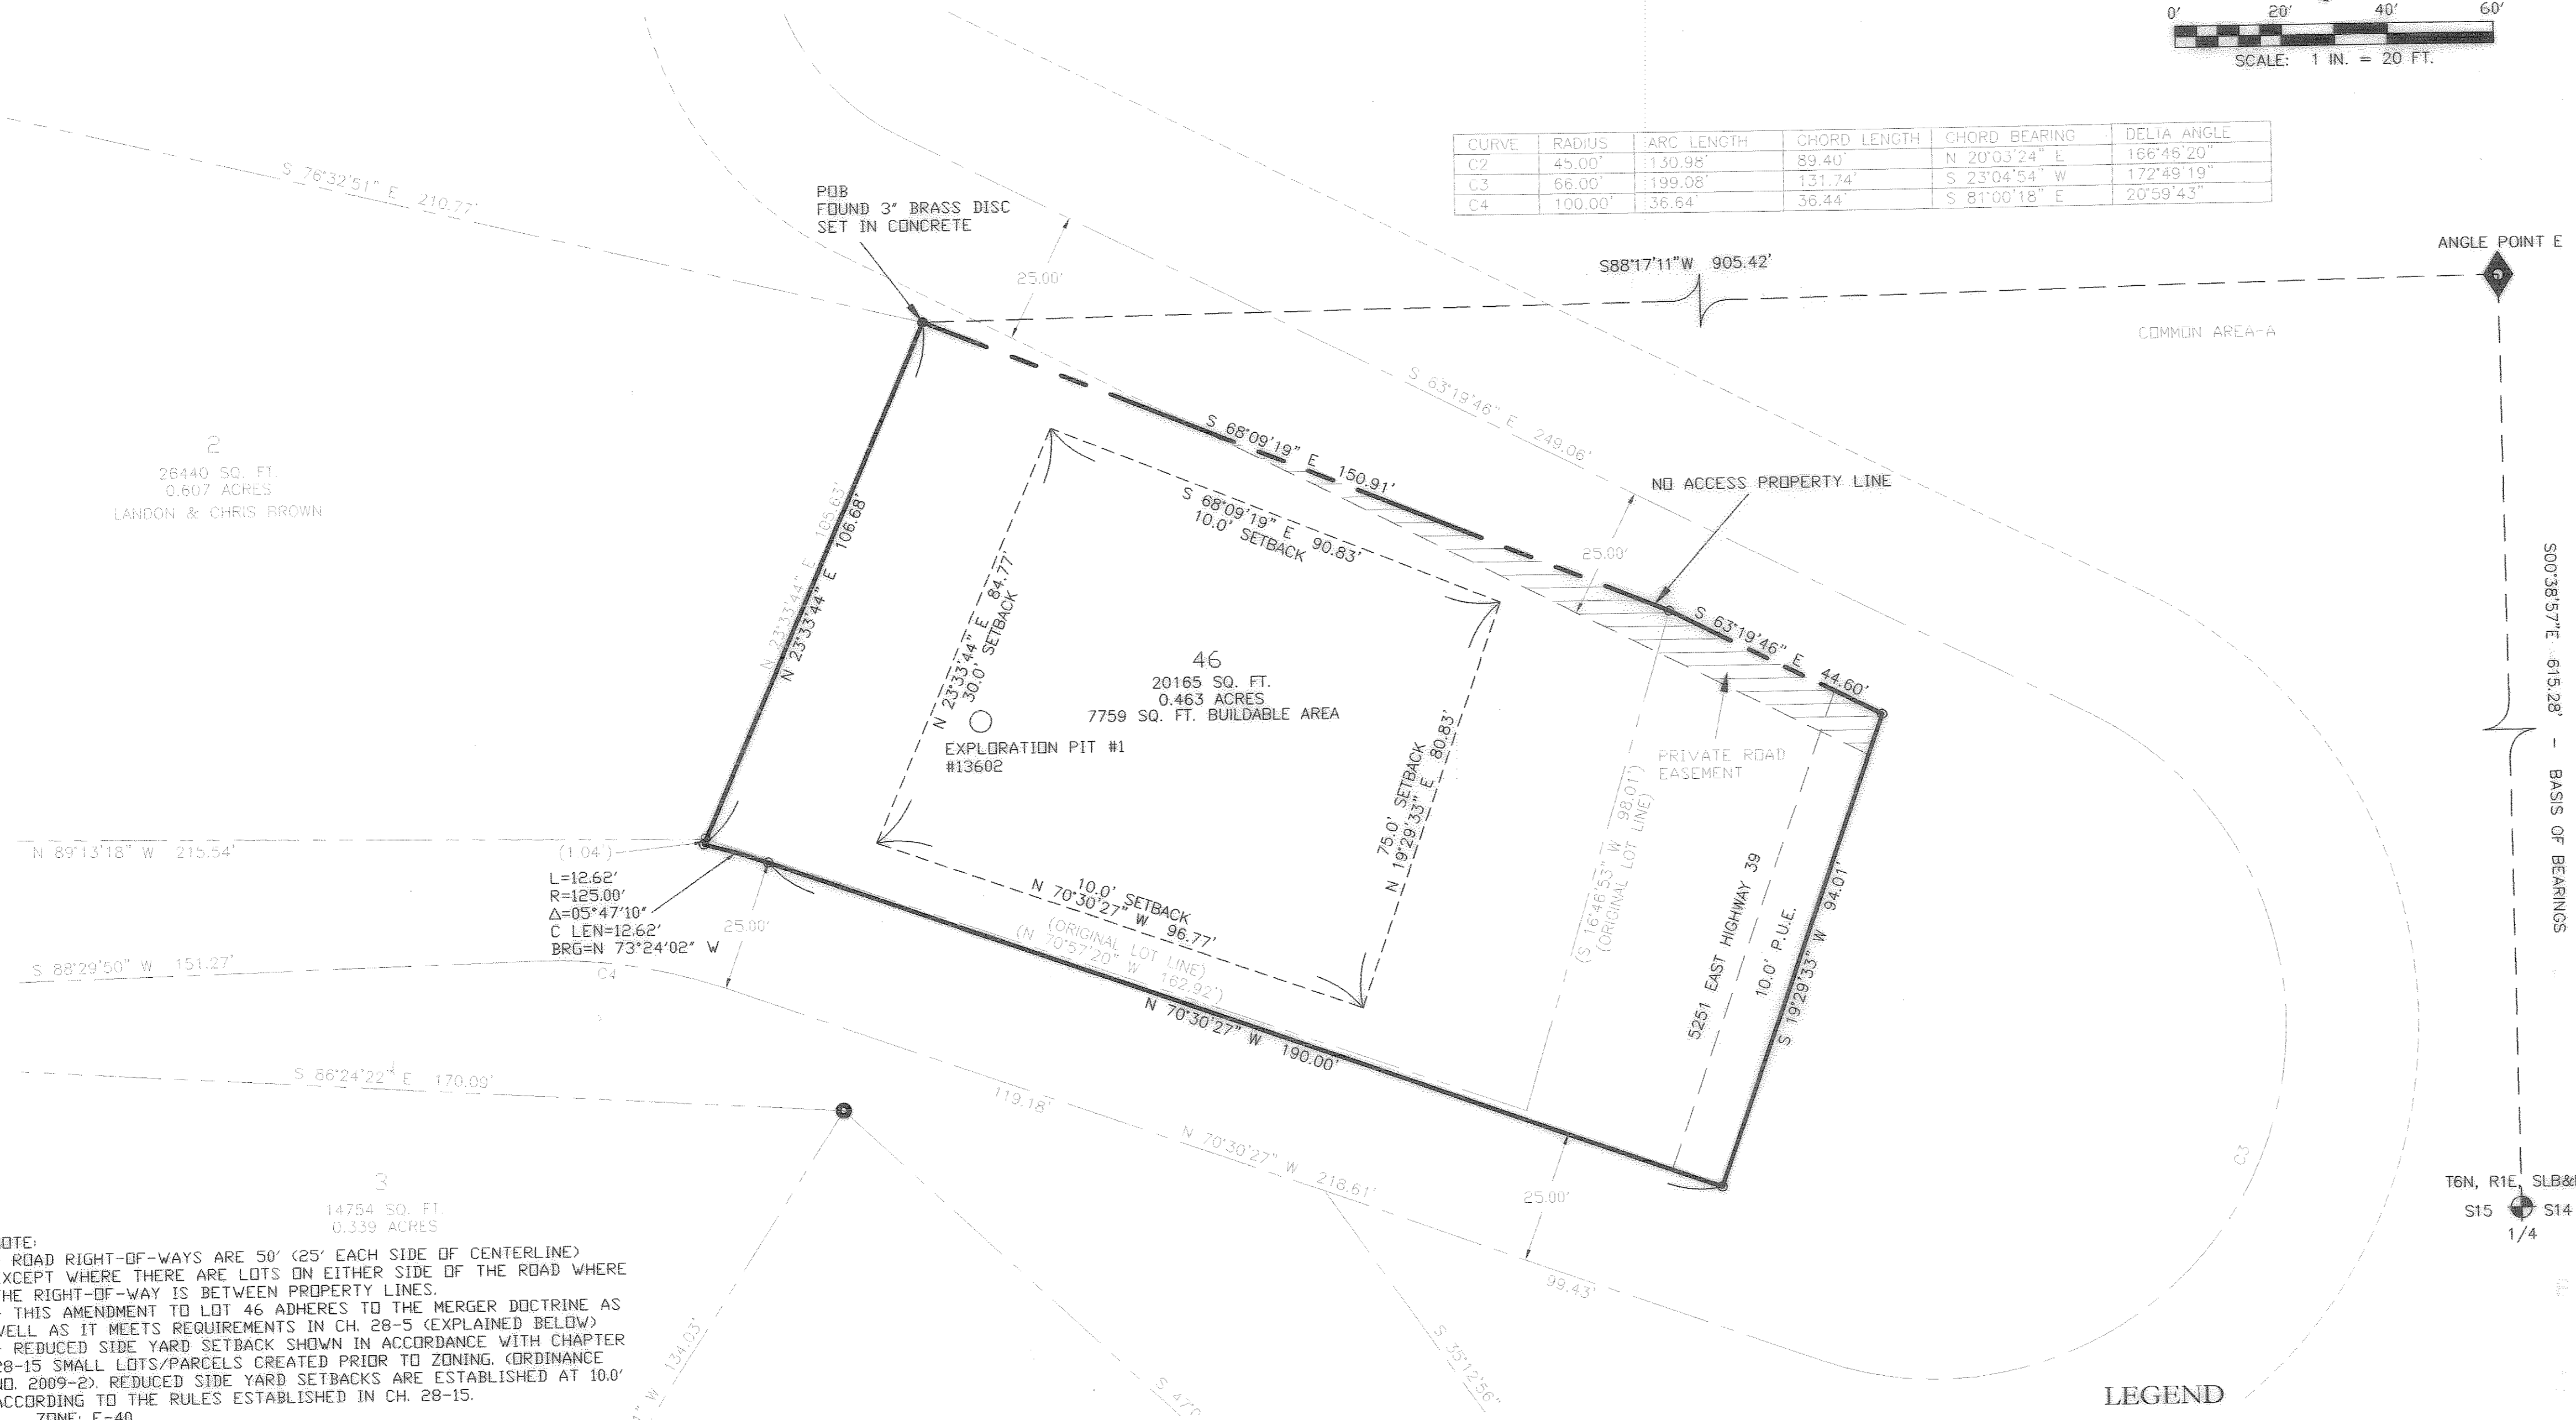 0' 20' 40' 60'
SCALE: 1 IN. = 20 FT.
CURVE RADIUS ARC LENGTH CHORD LENGTH CHORD BEARING DELTA ANGLE
C2 45.00' 130.98' 89.40' N 20°03'24" E 166°46'20"
C3 66.00' 199.08' 131.74' S 23°04'54" W 172°49'19"
C4 100.00' 36.64' 36.44' S 81°00'18" E 20°59'43"
S 76°32'51" E 210.77'
POB
FOUND 3" BRASS DISC
SET IN CONCRETE
25.00'
S88°17'11"W 905.42'
ANGLE POINT E
COMMON AREA-A
S 63°19'46" E 249.06'
S 68°09'19" E 150.91'
S 68°09'19" E 90.83'
10.0' SETBACK
NO ACCESS PROPERTY LINE
25.00'
S 63°19'46" E 44.60'
2
26440 SQ. FT.
0.607 ACRES
LANDON & CHRIS BROWN
N 23°33'44" E 105.63'
N 23°33'44" E 106.68'
N 23°33'44" E 84.77'
30.0' SETBACK
46
20165 SQ. FT.
0.463 ACRES
7759 SQ. FT. BUILDABLE AREA
EXPLORATION PIT #1
#13602
75.0' SETBACK
N 19°29'33" E 80.83'
PRIVATE ROAD
EASEMENT
(S 16°46'53" W 98.01')
(ORIGINAL LOT LINE)
5251 EAST HIGHWAY 39
10.0' P.U.E.
S 19°29'33" W 94.01'
S00°38'57"E 615.28' - BASIS OF BEARINGS
N 89°13'18" W 215.54'
(1.04')
L=12.62'
R=125.00'
Δ=05°47'10"
C LEN=12.62'
BRG=N 73°24'02" W
25.00'
10.0' SETBACK
N 70°30'27" W 96.77'
(ORIGINAL LOT LINE)
(N 70°57'20" W 162.92')
N 70°30'27" W 190.00'
S 88°29'50" W 151.27'
C4
S 86°24'22" E 170.09'
119.18'
N 70°30'27" W 218.61'
25.00'
99.43'
C3
T6N, R1E, SLB&
S15 S14
1/4
3
14754 SQ. FT.
0.339 ACRES
134.03'
S 47°
S 35°12'56"
OTE:
ROAD RIGHT-OF-WAYS ARE 50' (25' EACH SIDE OF CENTERLINE)
XCEPT WHERE THERE ARE LOTS ON EITHER SIDE OF THE ROAD WHERE
HE RIGHT-OF-WAY IS BETWEEN PROPERTY LINES.
- THIS AMENDMENT TO LOT 46 ADHERES TO THE MERGER DOCTRINE AS
WELL AS IT MEETS REQUIREMENTS IN CH. 28-5 (EXPLAINED BELOW)
- REDUCED SIDE YARD SETBACK SHOWN IN ACCORDANCE WITH CHAPTER
28-15 SMALL LOTS/PARCELS CREATED PRIOR TO ZONING. (ORDINANCE
NO. 2009-2). REDUCED SIDE YARD SETBACKS ARE ESTABLISHED AT 10.0'
ACCORDING TO THE RULES ESTABLISHED IN CH. 28-15.
ZONE: F-40
LEGEND